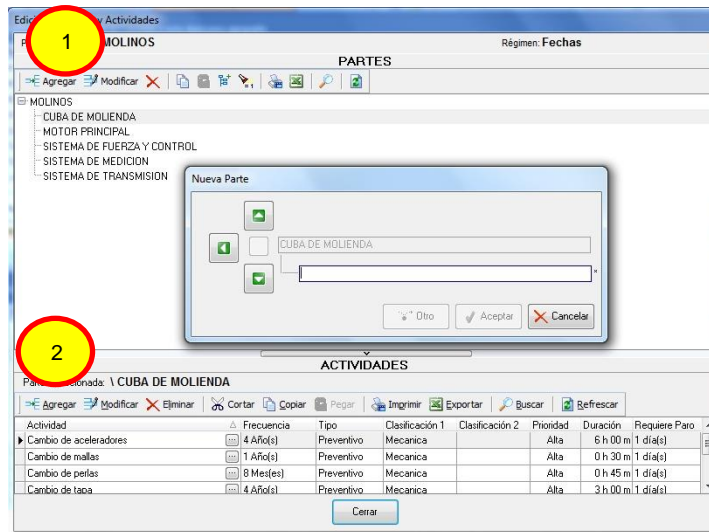 Edici y Actividades
1
P MOLINOS Régimen: Fechas
PARTES
Agregar Modificar
MOLINOS
CUBA DE MOLIENDA
MOTOR PRINCIPAL
SISTEMA DE FUERZA Y CONTROL
SISTEMA DE MEDICION
SISTEMA DE TRANSMISION
Nueva Parte
CUBA DE MOLIENDA
*
Otro Aceptar Cancelar
2
ACTIVIDADES
Par ionada: \ CUBA DE MOLIENDA
Agregar Modificar Eliminar Cortar Copiar Pegar Imprimir Exportar Buscar Refrescar
Actividad Frecuencia Tipo Clasificación 1 Clasificación 2 Prioridad Duración Requiere Paro
Cambio de aceleradores ... 4 Año(s) Preventivo Mecanica Alta 6 h 00 m 1 día(s)
Cambio de mallas ... 1 Año(s) Preventivo Mecanica Alta 0 h 30 m 1 día(s)
Cambio de perlas ... 8 Mes(es) Preventivo Mecanica Alta 0 h 45 m 1 día(s)
Cambio de tapa ... 4 Año(s) Preventivo Mecanica Alta 3 h 00 m 1 día(s)
Cerrar